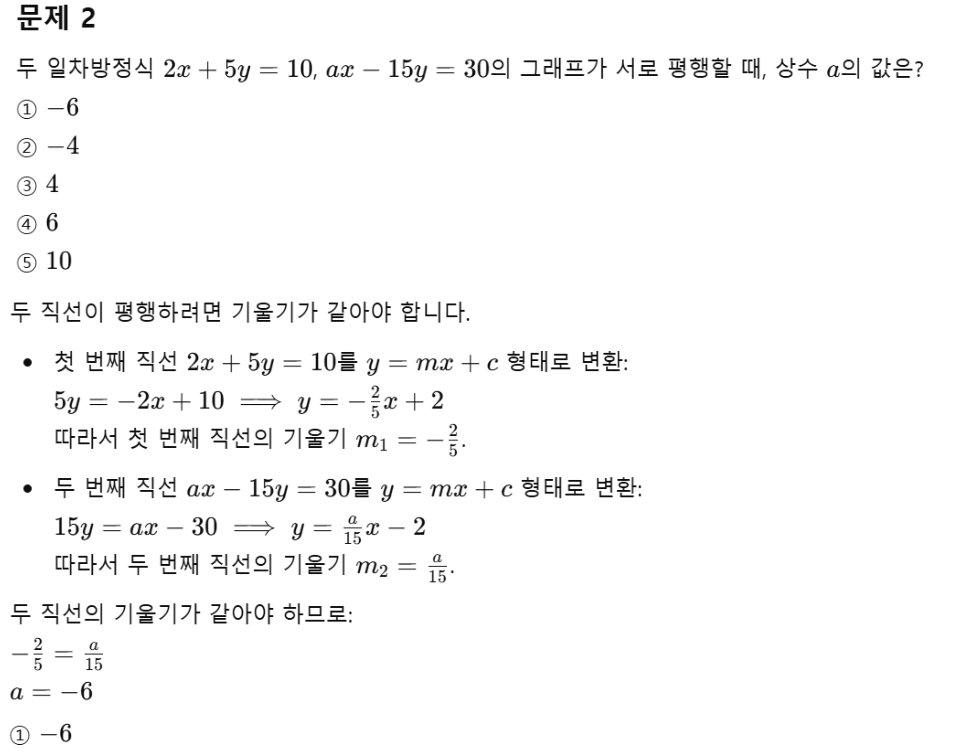 문제 2
두 일차방정식 2x + 5y = 10, ax − 15y = 30의 그래프가 서로 평행할 때, 상수 a의 값은?
① −6
② −4
③ 4
④ 6
⑤ 10
두 직선이 평행하려면 기울기가 같아야 합니다.
• 첫 번째 직선 2x + 5y = 10를 y = mx + c 형태로 변환:
5y = −2x + 10 ⟹ y = −2/5x + 2
따라서 첫 번째 직선의 기울기 m₁ = −2/5.
• 두 번째 직선 ax − 15y = 30를 y = mx + c 형태로 변환:
15y = ax − 30 ⟹ y = a/15x − 2
따라서 두 번째 직선의 기울기 m₂ = a/15.
두 직선의 기울기가 같아야 하므로:
−2/5 = a/15
a = −6
① −6